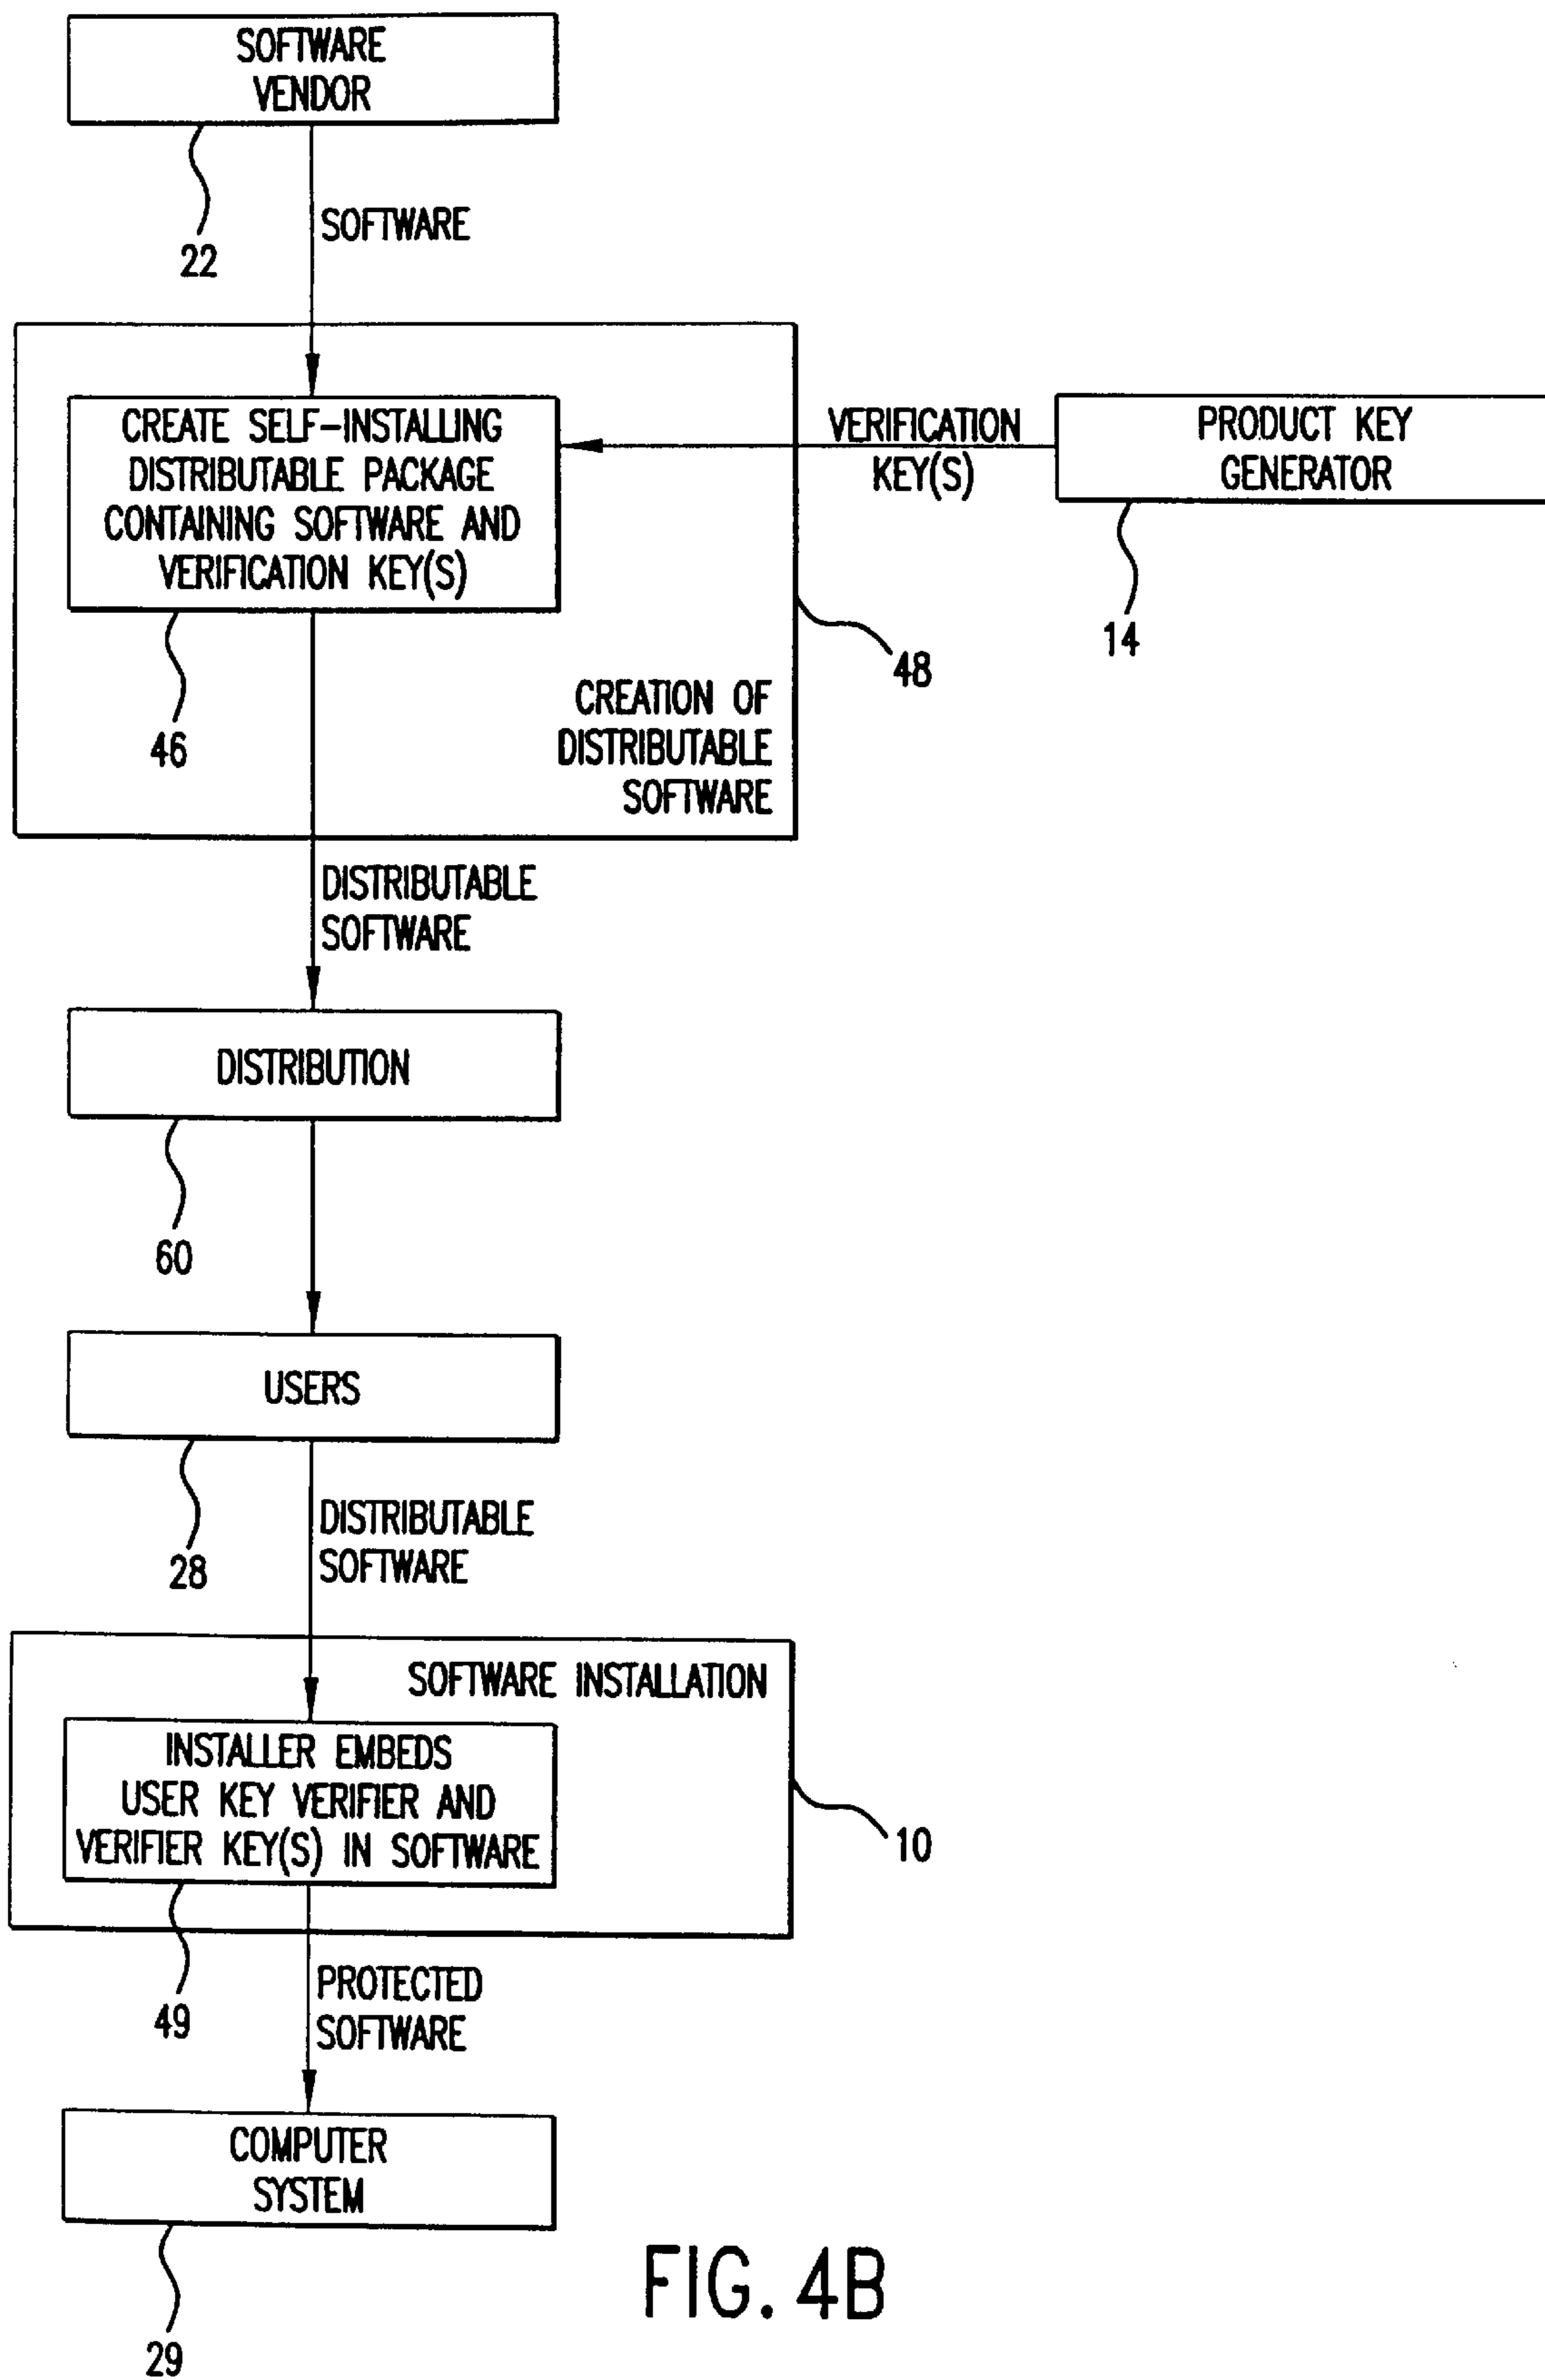 SOFTWARE
VENDOR
22
SOFTWARE
CREATE SELF-INSTALLING
DISTRIBUTABLE PACKAGE
CONTAINING SOFTWARE AND
VERIFICATION KEY(S)
46
VERIFICATION
KEY(S)
PRODUCT KEY
GENERATOR
14
48
CREATION OF
DISTRIBUTABLE
SOFTWARE
DISTRIBUTABLE
SOFTWARE
DISTRIBUTION
60
USERS
28
DISTRIBUTABLE
SOFTWARE
SOFTWARE INSTALLATION
INSTALLER EMBEDS
USER KEY VERIFIER AND
VERIFIER KEY(S) IN SOFTWARE
10
49
PROTECTED
SOFTWARE
COMPUTER
SYSTEM
29
FIG. 4B